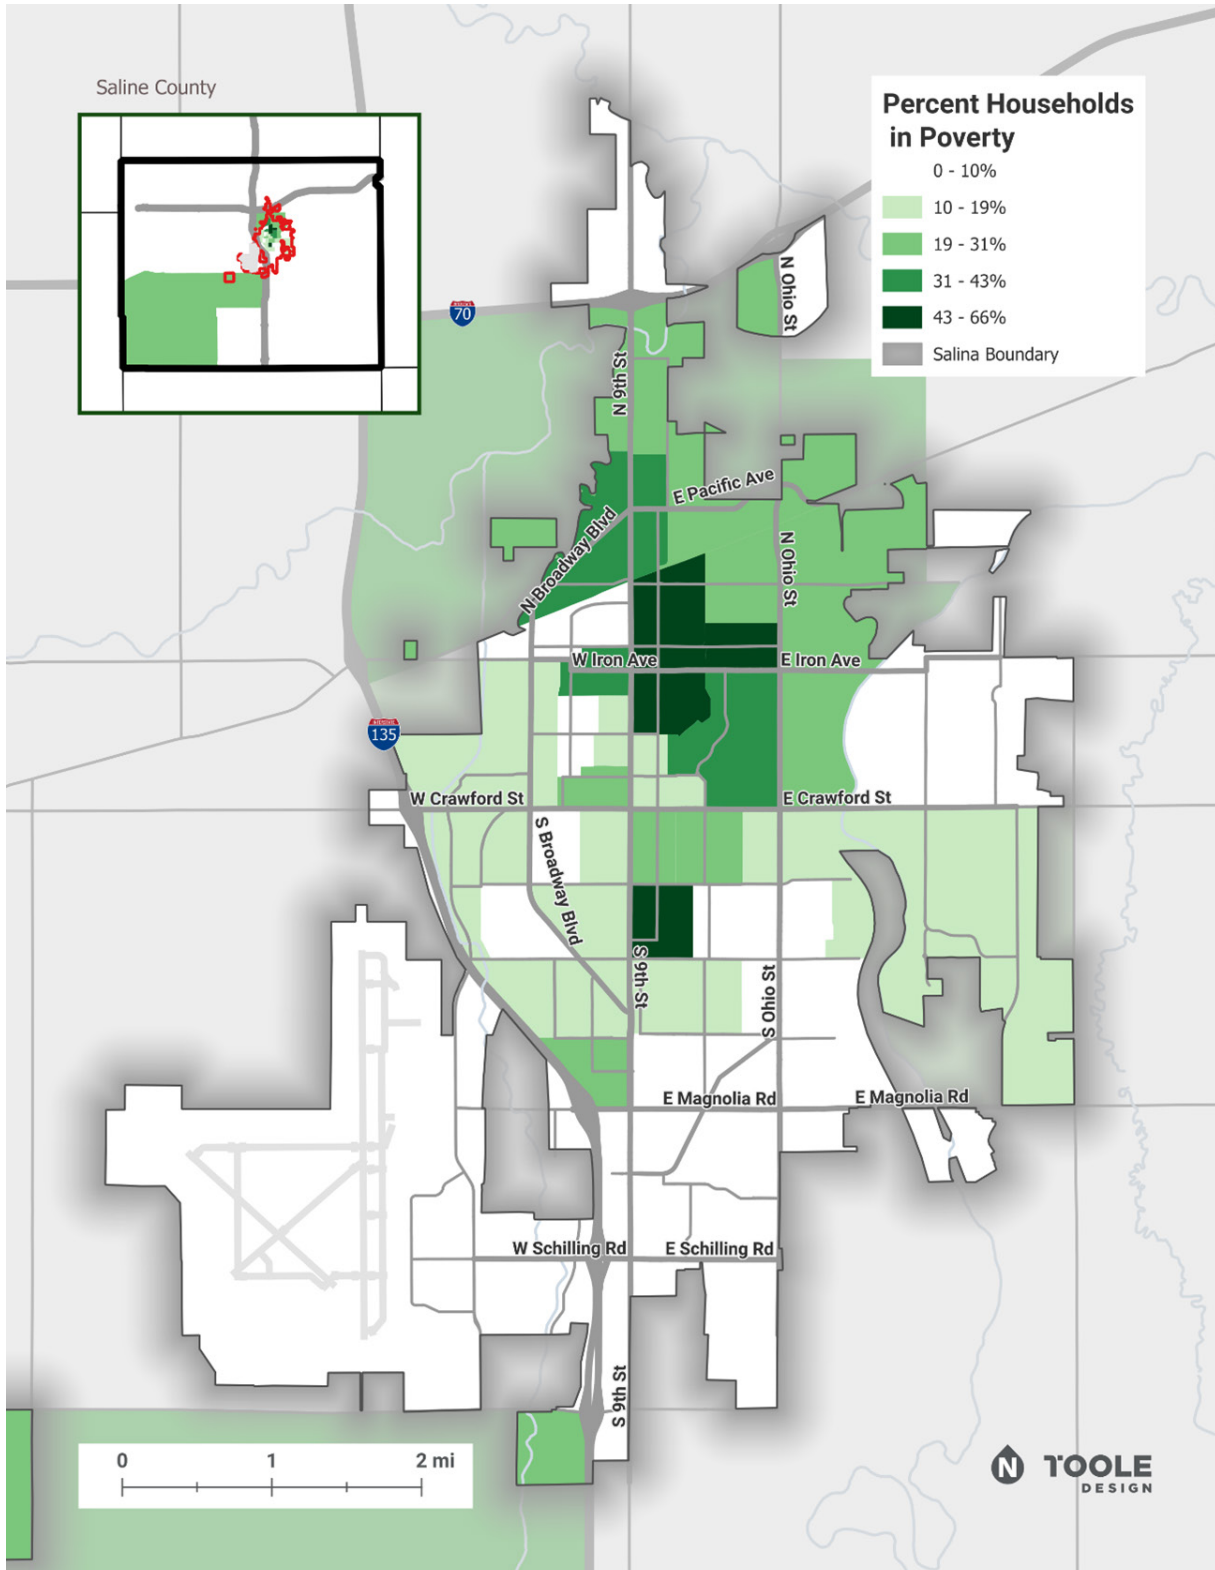 Saline County
Percent Households
in Poverty
0 - 10%
10 - 19%
19 - 31%
31 - 43%
43 - 66%
Salina Boundary
N Ohio St
70
N 9th St
E Pacific Ave
N Broadway Blvd
N Ohio St
W Iron Ave
E Iron Ave
135
W Crawford St
E Crawford St
S Broadway Blvd
S 9th St
S Ohio St
E Magnolia Rd
E Magnolia Rd
W Schilling Rd
E Schilling Rd
S 9th St
0 1 2 mi
N
TOOLE
DESIGN